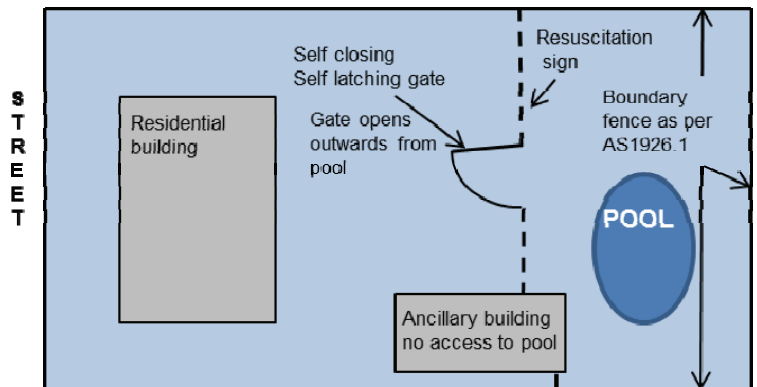 STREET
Residential
building
Self closing
Self latching gate
Gate opens
outwards from
pool
Resuscitation
sign
Boundary
fence as per
AS1926.1
POOL
Ancillary building
no access to pool